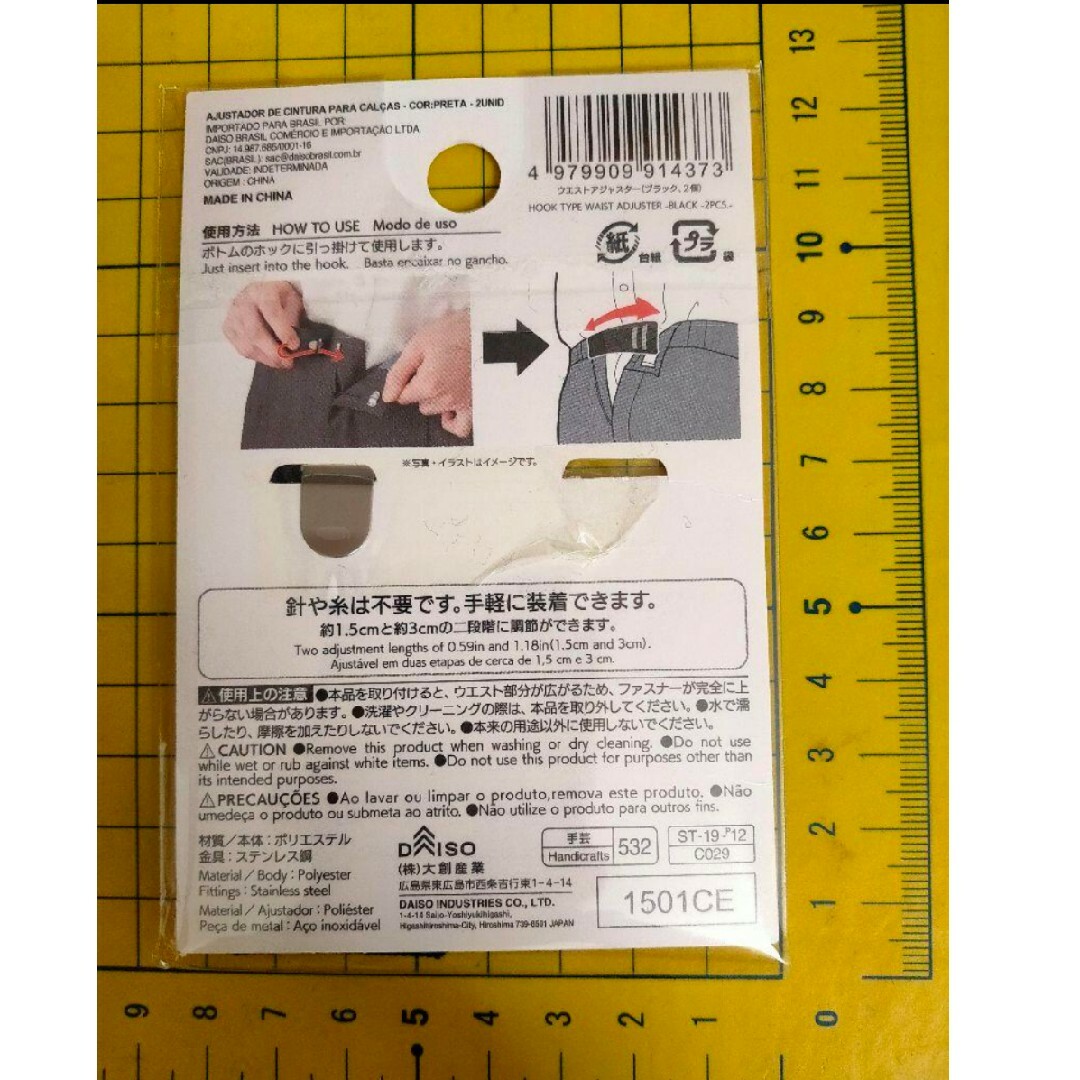 AJUSTADOR DE CINTURA PARA CALÇAS - COR:PRETA - 2UNID
IMPORTADO PARA BRASIL POR:
DAISO BRASIL COMÉRCIO E IMPORTAÇÃO LTDA
CNPJ: 14.967.685/0001-16
SAC(BRASIL): sac@daisobrasil.com.br
VALIDADE: INDETERMINADA
ORIGEM : CHINA
MADE IN CHINA
4 979909 914373
ウエストアジャスター(ブラック、2個)
HOOK TYPE WAIST ADJUSTER -BLACK -2PCS.-
紙 台紙 プラ 袋
使用方法 HOW TO USE Modo de uso
ボトムのホックに引っ掛けて使用します。
Just insert into the hook. Basta encaixar no gancho.
※写真・イラストはイメージです。
針や糸は不要です。手軽に装着できます。
約1.5cmと約3cmの二段階に調節ができます。
Two adjustment lengths of 0.59in and 1.18in(1.5cm and 3cm).
Ajustável em duas etapas de cerca de 1,5 cm e 3 cm.
⚠使用上の注意 ●本品を取り付けると、ウエスト部分が広がるため、ファスナーが完全に上
がらない場合があります。●洗濯やクリーニングの際は、本品を取り外してください。●水で濡
らしたり、摩擦を加えたりしないでください。●本来の用途以外に使用しないでください。
⚠CAUTION ●Remove this product when washing or dry cleaning. ●Do not use
while wet or rub against white items. ●Do not use this product for purposes other than
its intended purposes.
⚠PRECAUÇÕES ●Ao lavar ou limpar o produto,remova este produto. ●Não
umedeça o produto ou submeta ao atrito. ●Não utilize o produto para outros fins.
材質/本体:ポリエステル
金具:ステンレス鋼
Material / Body : Polyester
Fittings : Stainless steel
Material / Ajustador : Poliéster
Peça de metal : Aço inoxidável
DAISO
(株)大創産業
広島県東広島市西条吉行東1-4-14
DAISO INDUSTRIES CO., LTD.
1-4-14 Saijo-Yoshiyukihigashi,
Higashihiroshima-City, Hiroshima 739-8501 JAPAN
手芸
Handicrafts 532
ST-19-P12
C029
1501CE
13
12
11
10
9
8
7
6
5
4
3
2
1
9 8 7 6 5 4 3 2 1 0